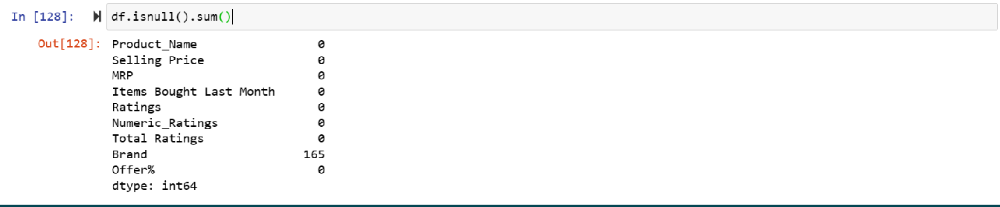 In [128]: df.isnull().sum()
Out[128]: Product_Name 0
Selling Price 0
MRP 0
Items Bought Last Month 0
Ratings 0
Numeric_Ratings 0
Total Ratings 0
Brand 165
Offer% 0
dtype: int64